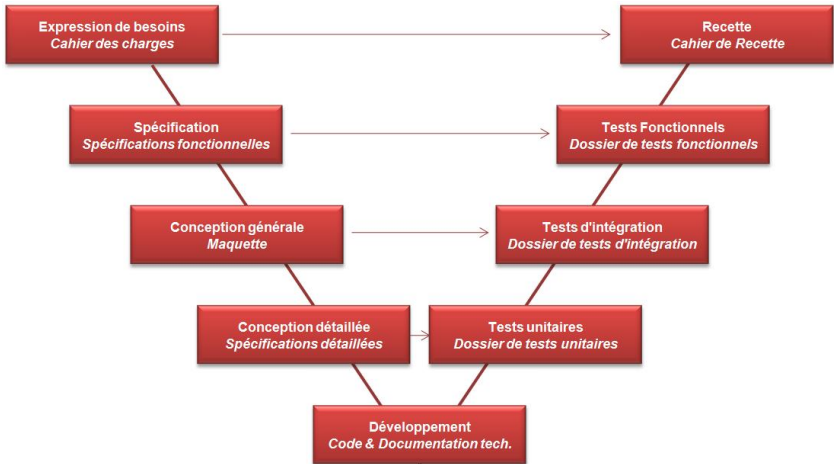 Expression de besoins
Cahier des charges
Recette
Cahier de Recette
Spécification
Spécifications fonctionnelles
Tests Fonctionnels
Dossier de tests fonctionnels
Conception générale
Maquette
Tests d'intégration
Dossier de tests d'intégration
Conception détaillée
Spécifications détaillées
Tests unitaires
Dossier de tests unitaires
Développement
Code & Documentation tech.